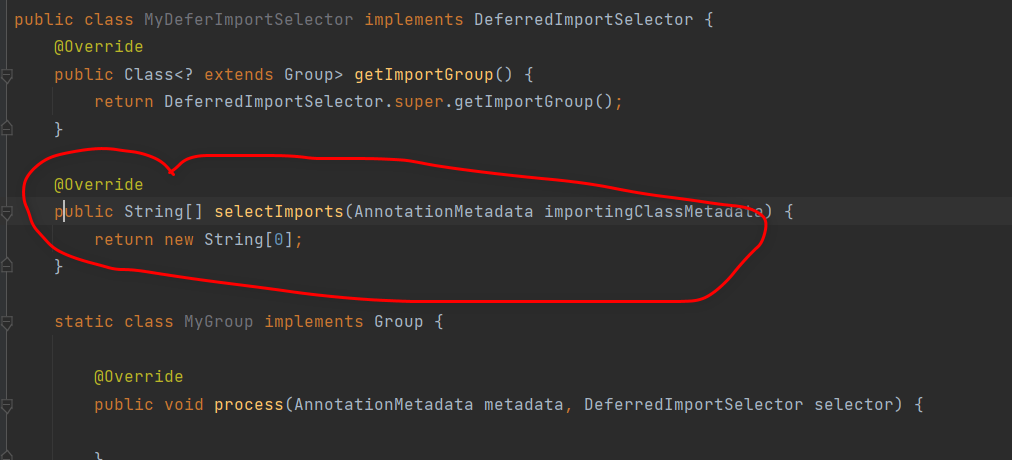 public class MyDeferImportSelector implements DeferredImportSelector {
@Override
public Class<? extends Group> getImportGroup() {
return DeferredImportSelector.super.getImportGroup();
}
@Override
public String[] selectImports(AnnotationMetadata importingClassMetadata) {
return new String[0];
}
static class MyGroup implements Group {
@Override
public void process(AnnotationMetadata metadata, DeferredImportSelector selector) {
}